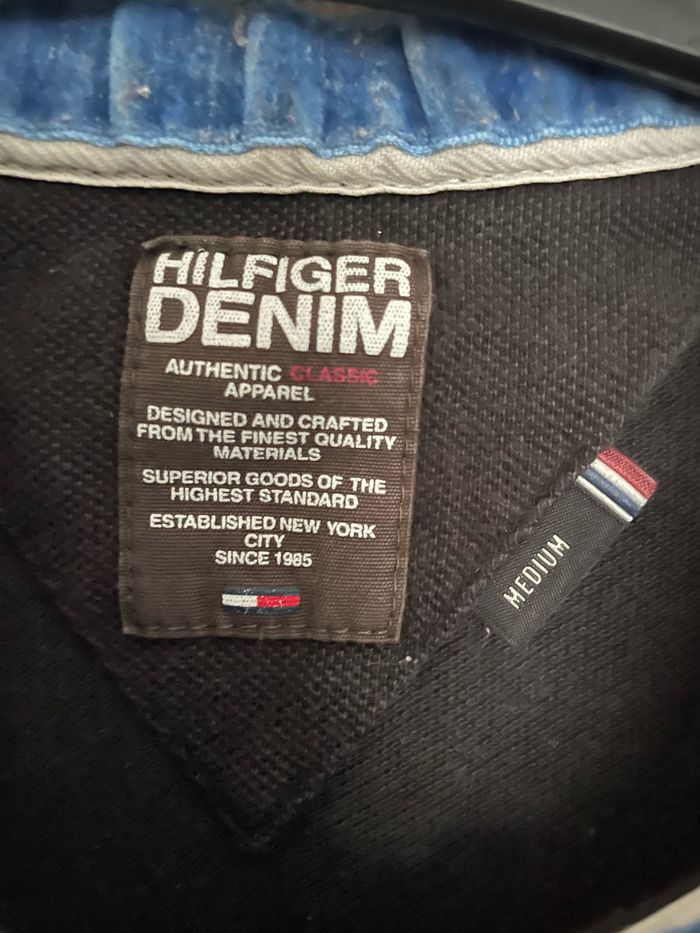 HILFIGER
DENIM
AUTHENTIC CLASSIC
APPAREL
DESIGNED AND CRAFTED
FROM THE FINEST QUALITY
MATERIALS
SUPERIOR GOODS OF THE
HIGHEST STANDARD
ESTABLISHED NEW YORK
CITY
SINCE 1985
MEDIUM